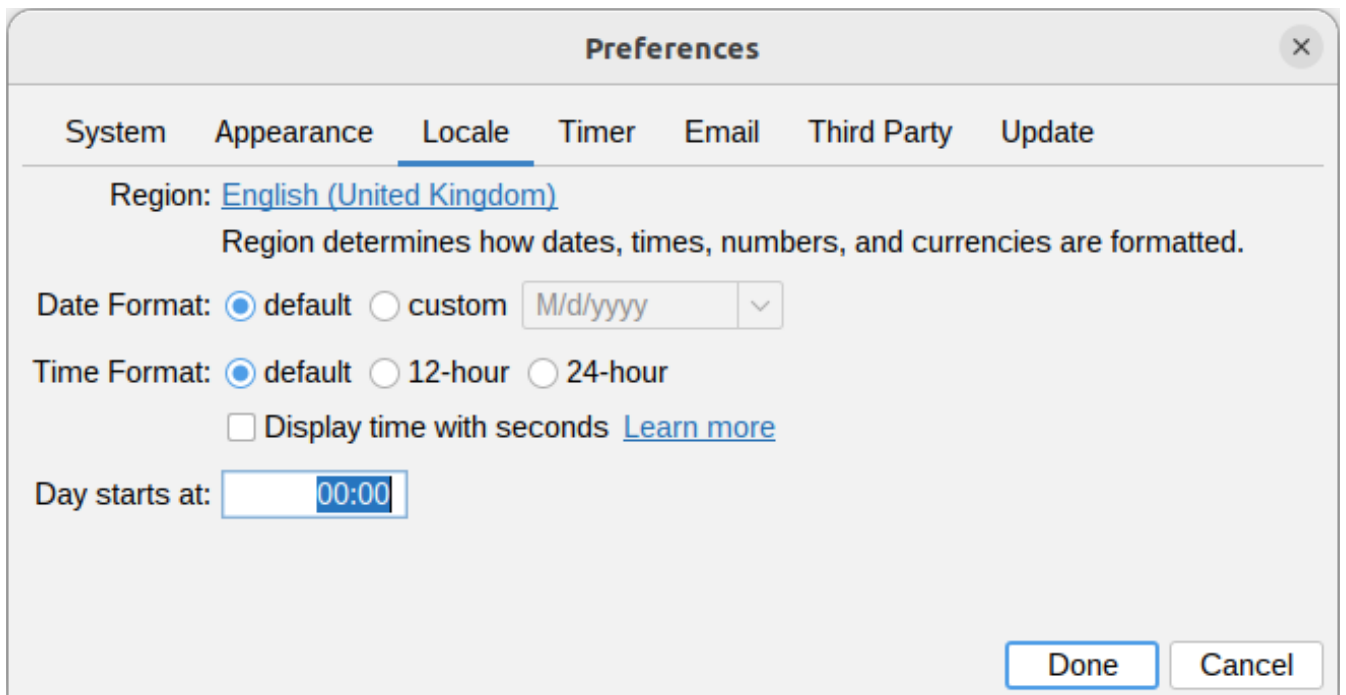 Preferences
System Appearance Locale Timer Email Third Party Update
Region: English (United Kingdom)
Region determines how dates, times, numbers, and currencies are formatted.
Date Format: default custom M/d/yyyy
Time Format: default 12-hour 24-hour
Display time with seconds Learn more
Day starts at: 00:00
Done Cancel